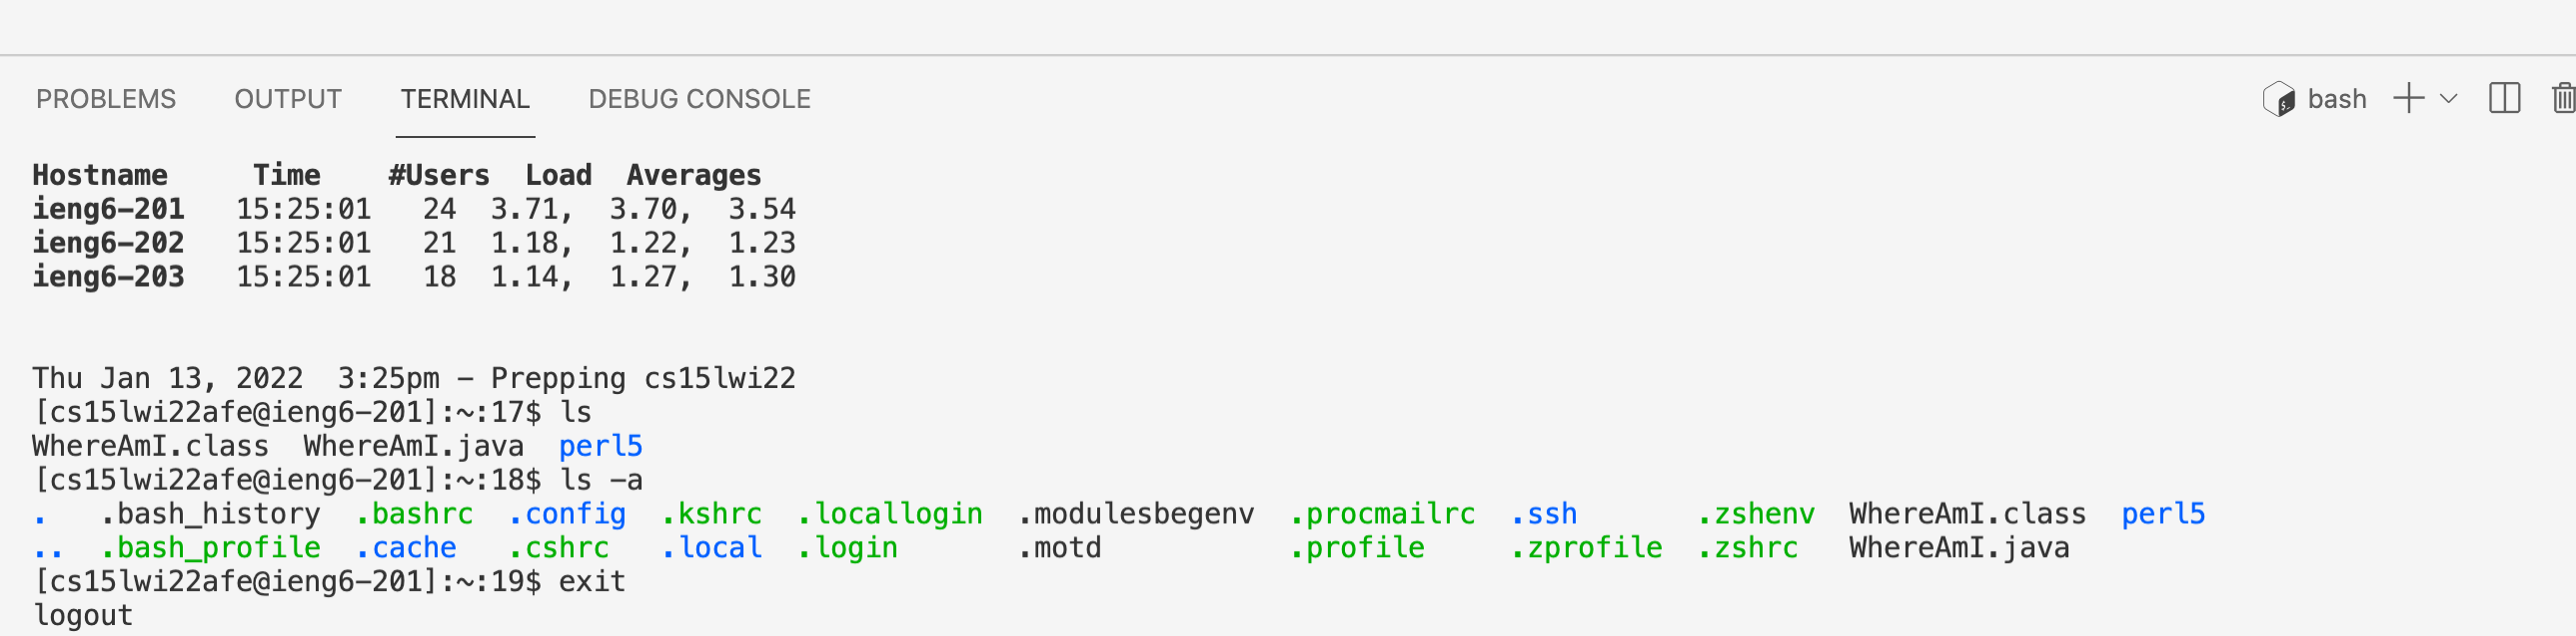 PROBLEMS OUTPUT TERMINAL DEBUG CONSOLE bash
Hostname Time #Users Load Averages
ieng6-201 15:25:01 24 3.71, 3.70, 3.54
ieng6-202 15:25:01 21 1.18, 1.22, 1.23
ieng6-203 15:25:01 18 1.14, 1.27, 1.30
Thu Jan 13, 2022 3:25pm - Prepping cs15lwi22
[cs15lwi22afe@ieng6-201]:~:17$ ls
WhereAmI.class WhereAmI.java perl5
[cs15lwi22afe@ieng6-201]:~:18$ ls -a
. .bash_history .bashrc .config .kshrc .locallogin .modulesbegenv .procmailrc .ssh .zshenv WhereAmI.class perl5
.. .bash_profile .cache .cshrc .local .login .motd .profile .zprofile .zshrc WhereAmI.java
[cs15lwi22afe@ieng6-201]:~:19$ exit
logout